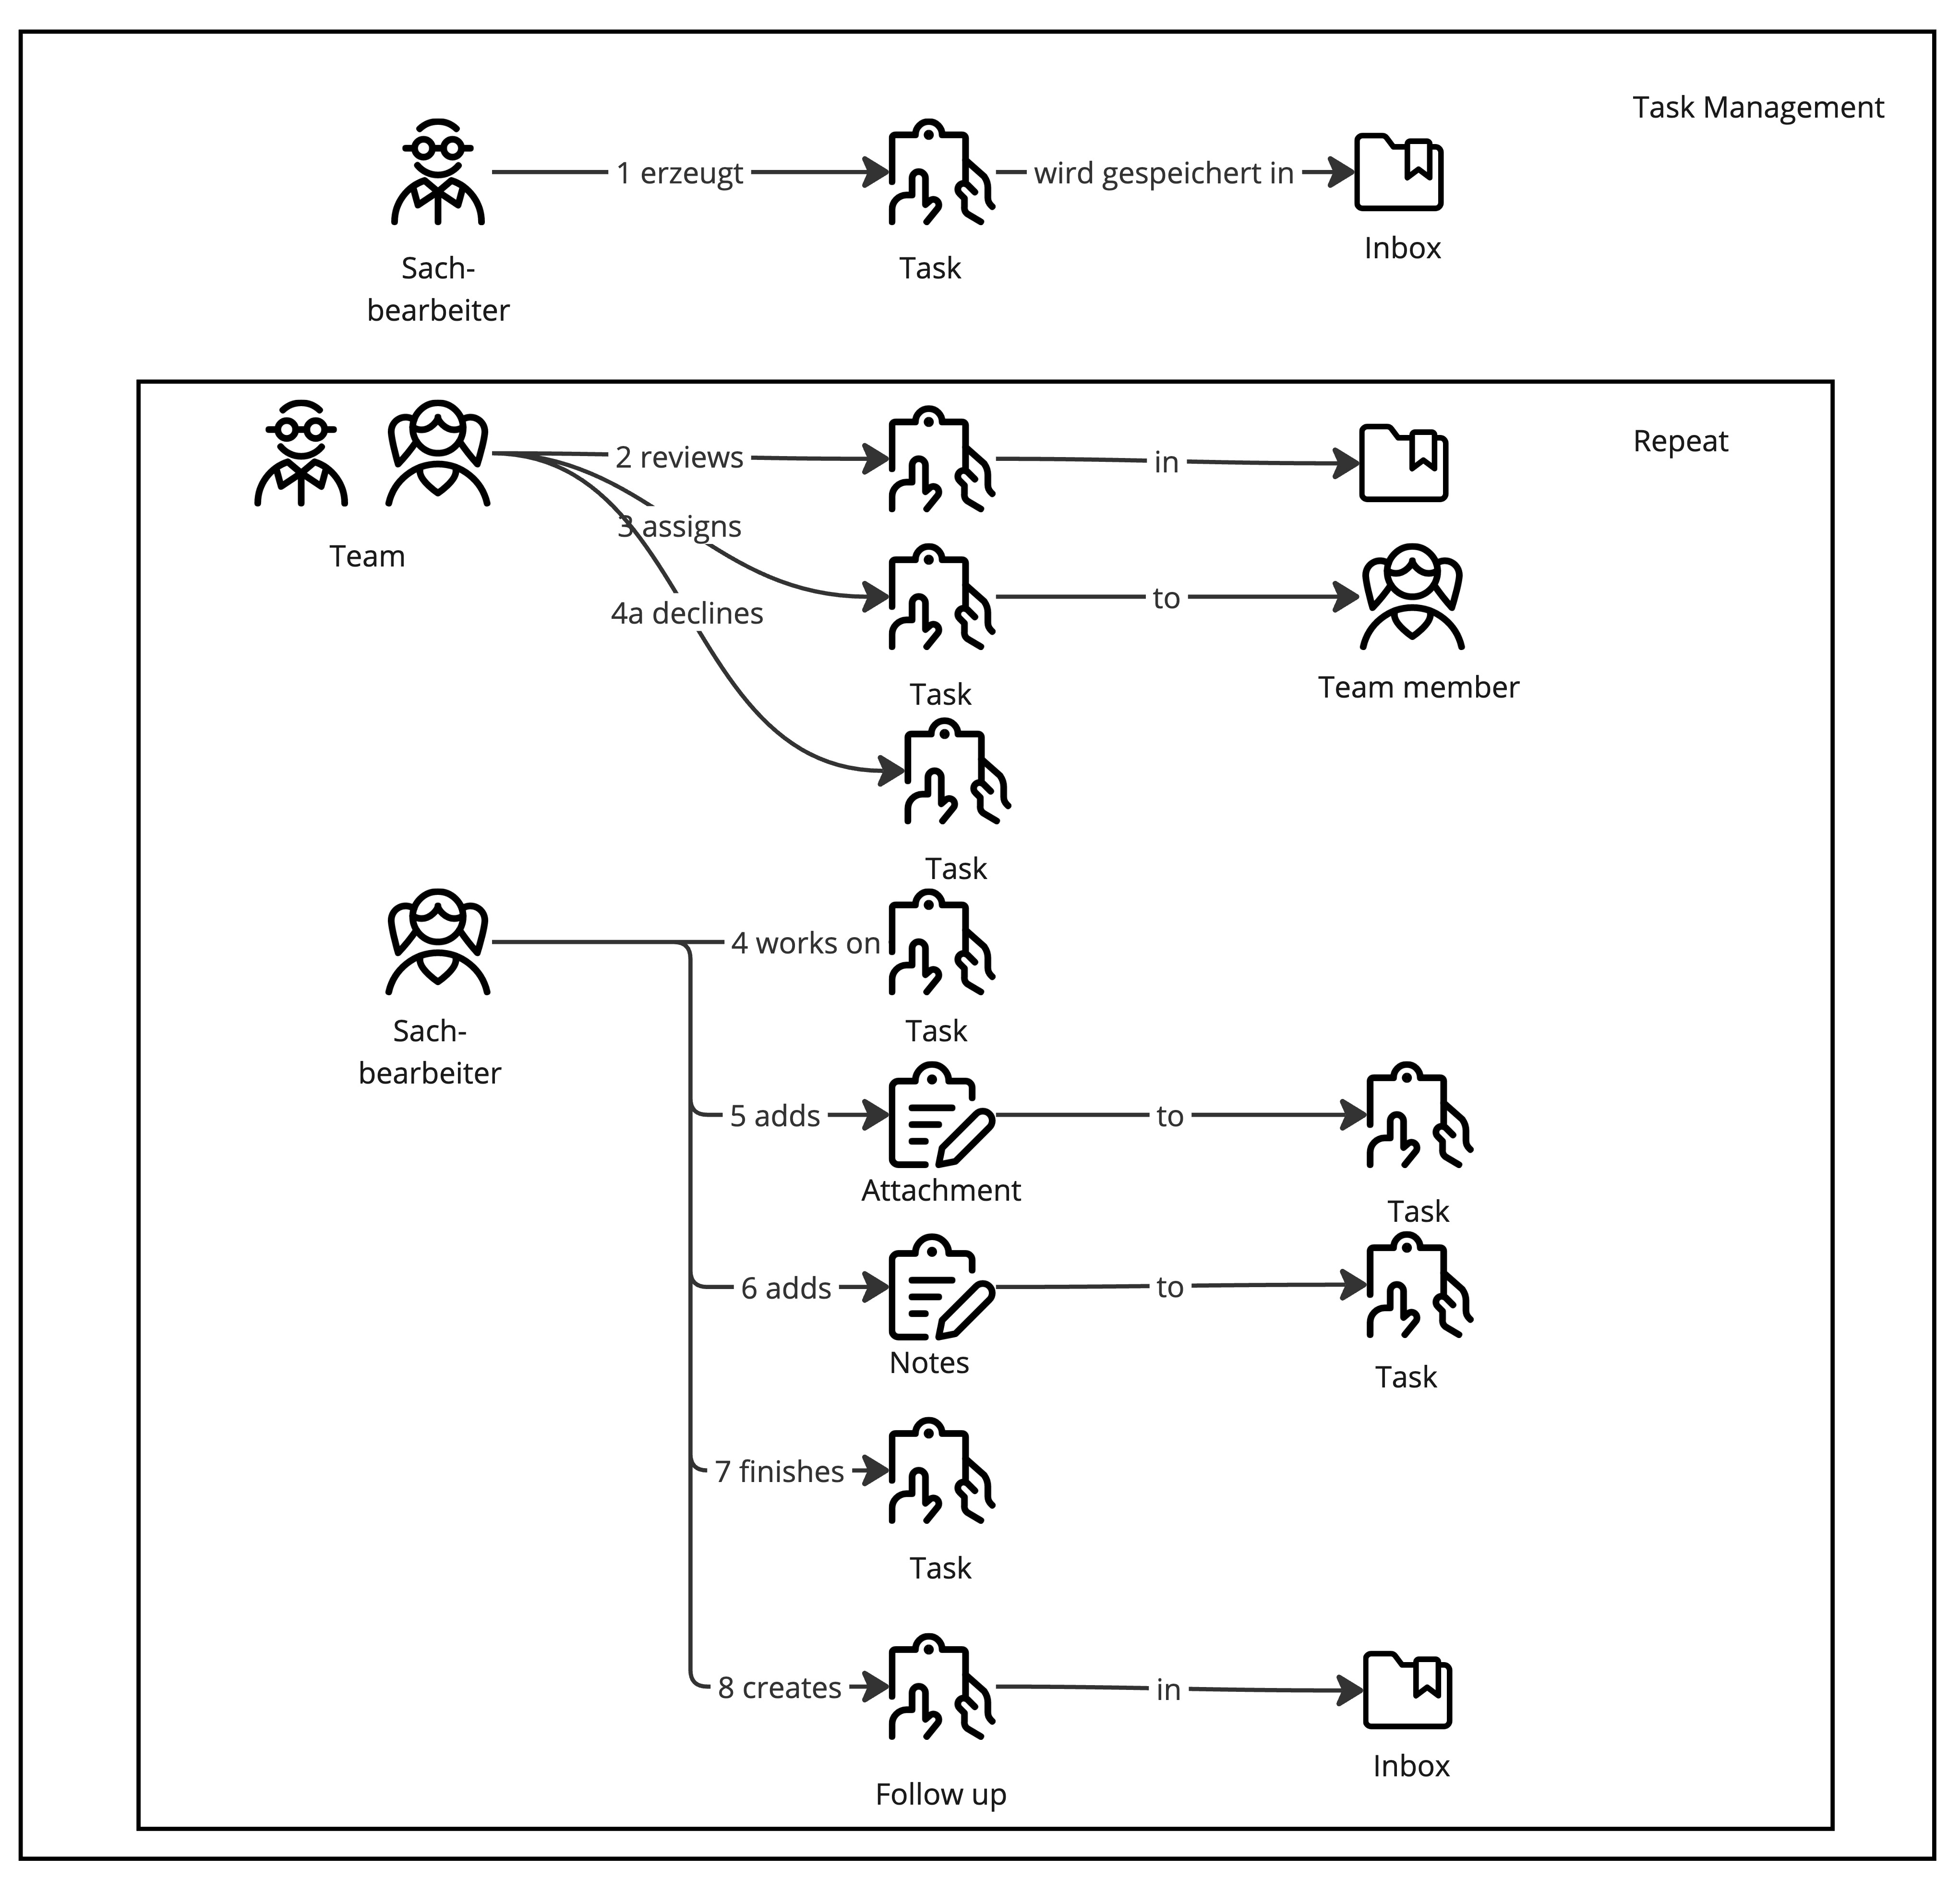 Task Management
1 erzeugt
wird gespeichert in
Sach-
bearbeiter
Task
Inbox
Repeat
2 reviews
in
Team
3 assigns
to
4a declines
Task
Team member
Task
4 works on
Sach-
bearbeiter
Task
5 adds
to
Attachment
Task
6 adds
to
Notes
Task
7 finishes
Task
8 creates
in
Follow up
Inbox